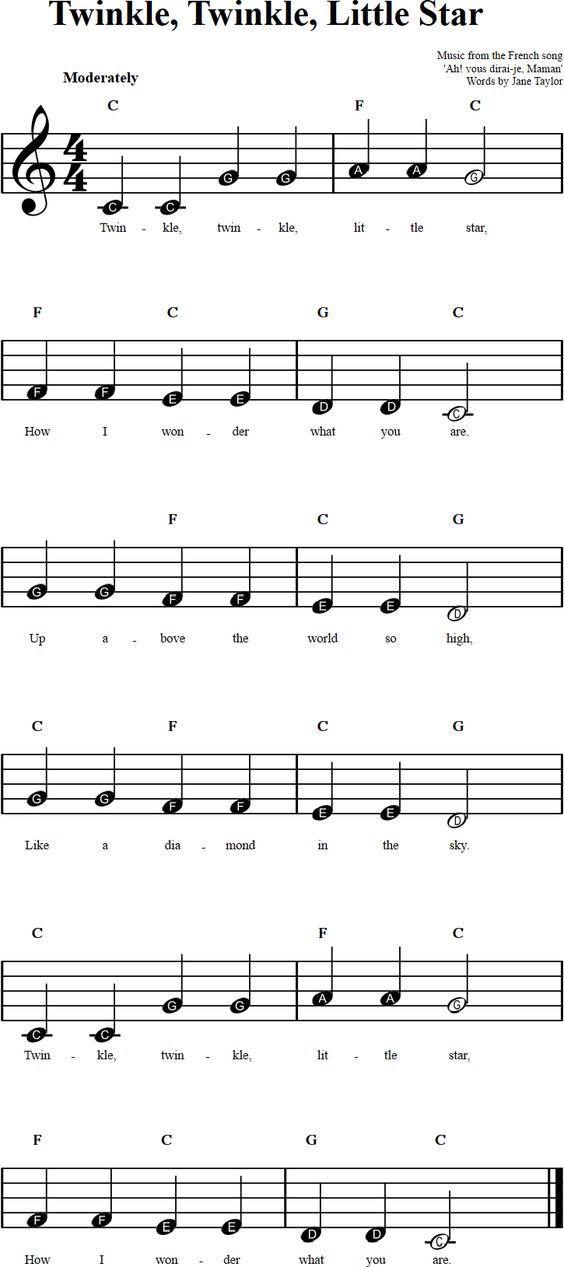 Twinkle, Twinkle, Little Star
Music from the French song
'Ah! vous dirai-je, Maman'
Words by Jane Taylor
Moderately
C F C
4
4
C C G G A A G
Twin - kle, twin - kle, lit - tle star,
F C G C
F F E E D D C
How I won - der what you are.
F C G
G G F F E E D
Up a - bove the world so high,
C F C G
G G F F E E D
Like a dia - mond in the sky.
C F C
C C G G A A G
Twin - kle, twin - kle, lit - tle star,
F C G C
F F E E D D C
How I won - der what you are.